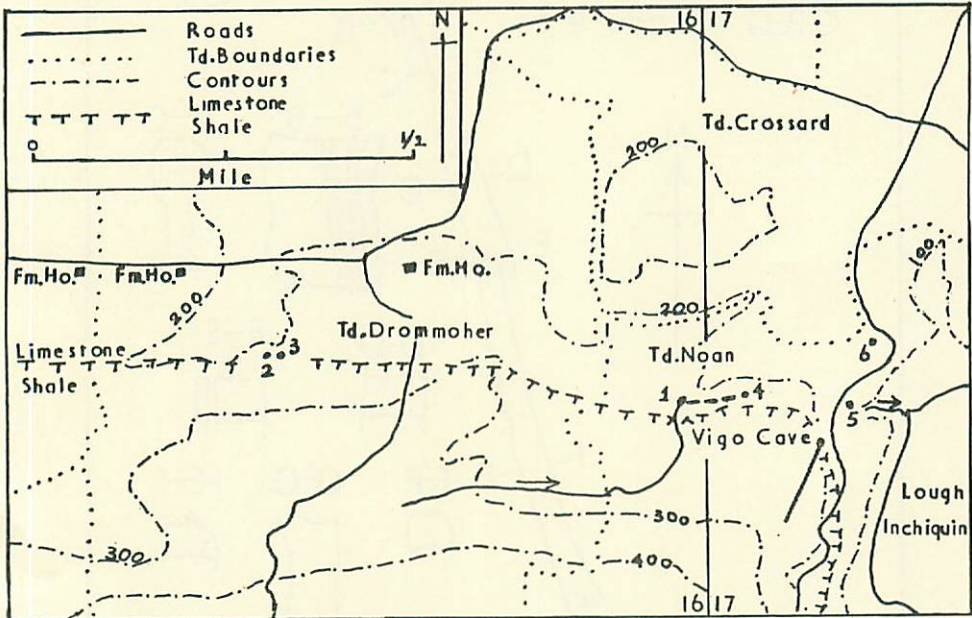 Roads
Td.Boundaries
Contours
Limestone
Shale
0 1/2
Mile
N
16 17
Td.Crossard
200
100
Fm.Ho. Fm.Ho. Fm.Ho.
200
200
Td.Drommoher
Td.Noan
Limestone
Shale
2 3
6
1 4
5
Vigo Cave
Lough
Inchiquin
300
300
400
16 17